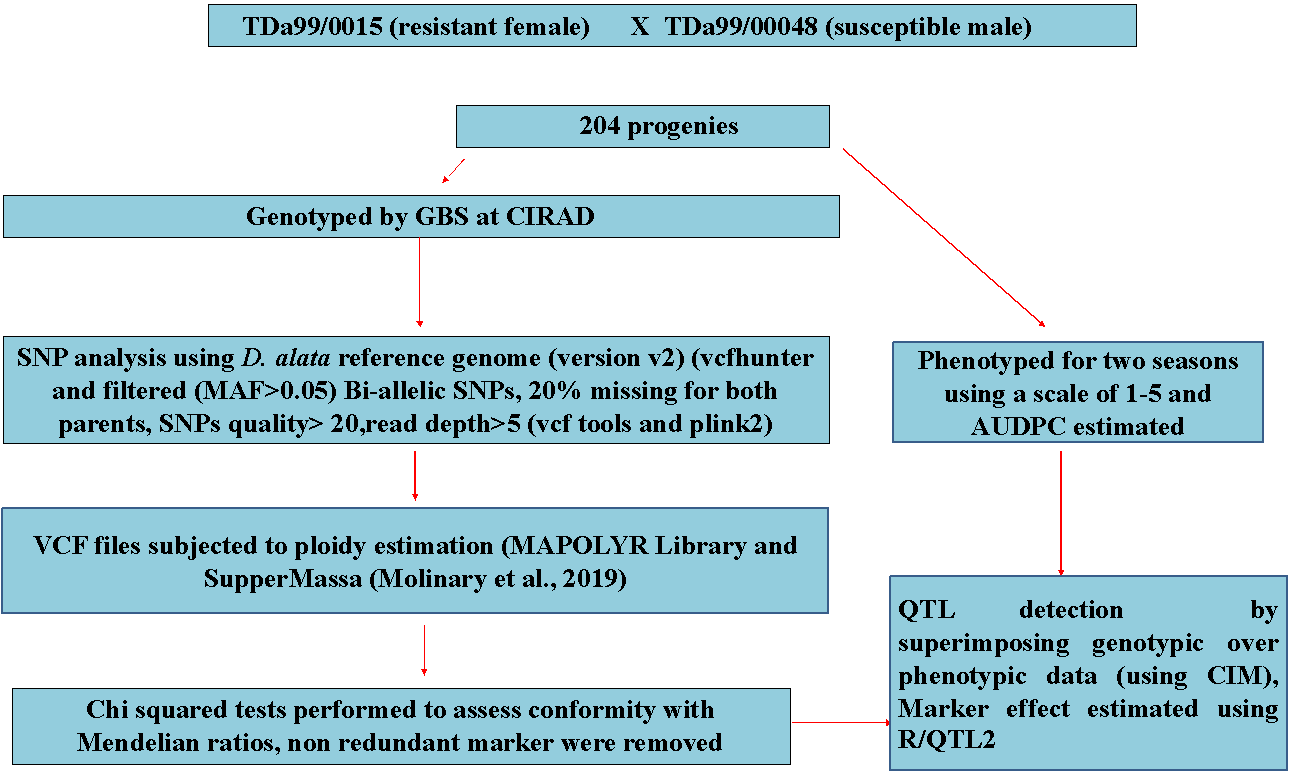 TDa99/0015 (resistant female) X TDa99/00048 (susceptible male)
204 progenies
Genotyped by GBS at CIRAD
SNP analysis using D. alata reference genome (version v2) (vcfhunter
and filtered (MAF>0.05) Bi-allelic SNPs, 20% missing for both
parents, SNPs quality> 20,read depth>5 (vcf tools and plink2)
Phenotyped for two seasons
using a scale of 1-5 and
AUDPC estimated
VCF files subjected to ploidy estimation (MAPOLYR Library and
SupperMassa (Molinary et al., 2019)
Chi squared tests performed to assess conformity with
Mendelian ratios, non redundant marker were removed
QTL detection by
superimposing genotypic over
phenotypic data (using CIM),
Marker effect estimated using
R/QTL2